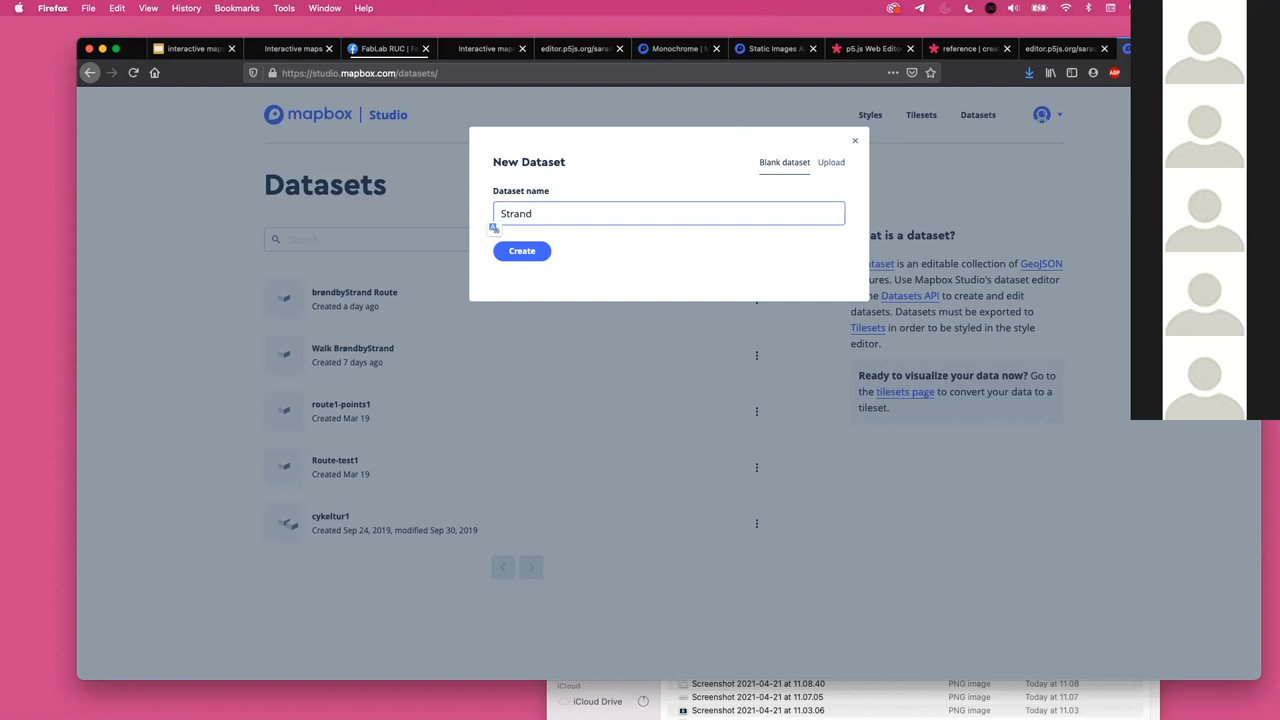 Firefox File Edit View History Bookmarks Tools Window Help
interactive map Interactive maps FabLab RUC | Fa Interactive maps editor.p5js.org/sara Monochrome | M Static Images A p5.js Web Editor reference | crea editor.p5js.org/sara
https://studio.mapbox.com/datasets/
ABP
mapbox | Studio
Styles Tilesets Datasets
New Dataset
Blank dataset Upload
Dataset name
Strand
Create
Datasets
Search
brøndbyStrand Route
Created a day ago
Walk BrøndbyStrand
Created 7 days ago
route1-points1
Created Mar 19
Route-test1
Created Mar 19
cykeltur1
Created Sep 24, 2019, modified Sep 30, 2019
is a dataset?
is an editable collection of GeoJSON
Use Mapbox Studio's dataset editor
Datasets API to create and edit
datasets. Datasets must be exported to
Tilesets in order to be styled in the style
editor.
Ready to visualize your data now? Go to
the tilesets page to convert your data to a
tileset.
iCloud
iCloud Drive
Screenshot 2021-04-21 at 11.08.40 PNG image Today at 11.08
Screenshot 2021-04-21 at 11.07.05 PNG image Today at 11.07
Screenshot 2021-04-21 at 11.03.06 PNG image Today at 11.03